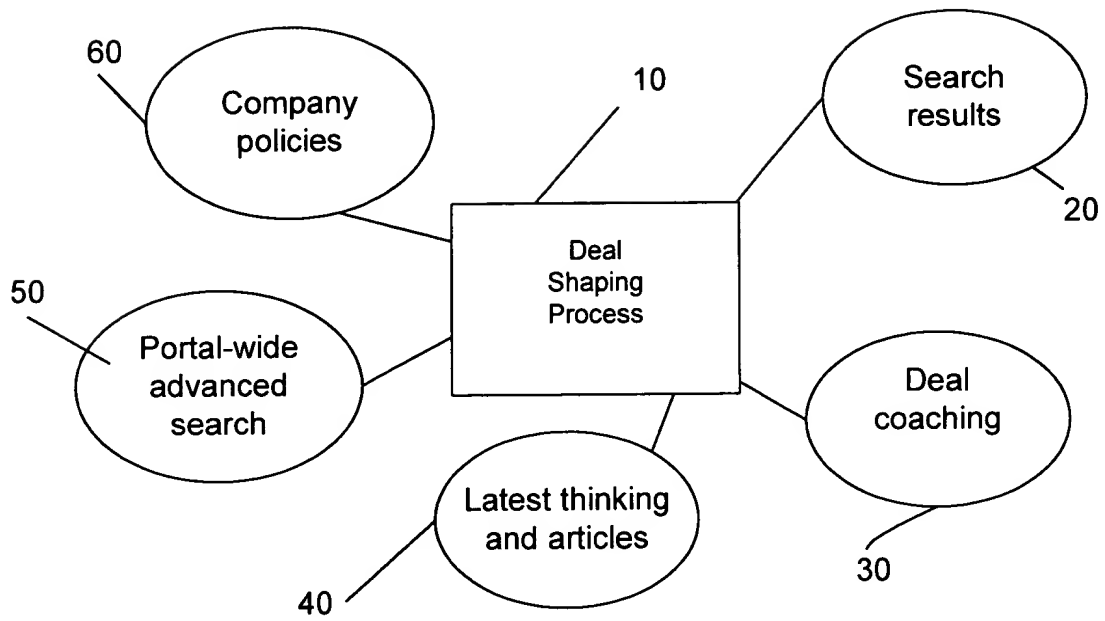 60
Company
policies
10
Search
results
20
Deal
Shaping
Process
50
Portal-wide
advanced
search
Deal
coaching
Latest thinking
and articles
40
30